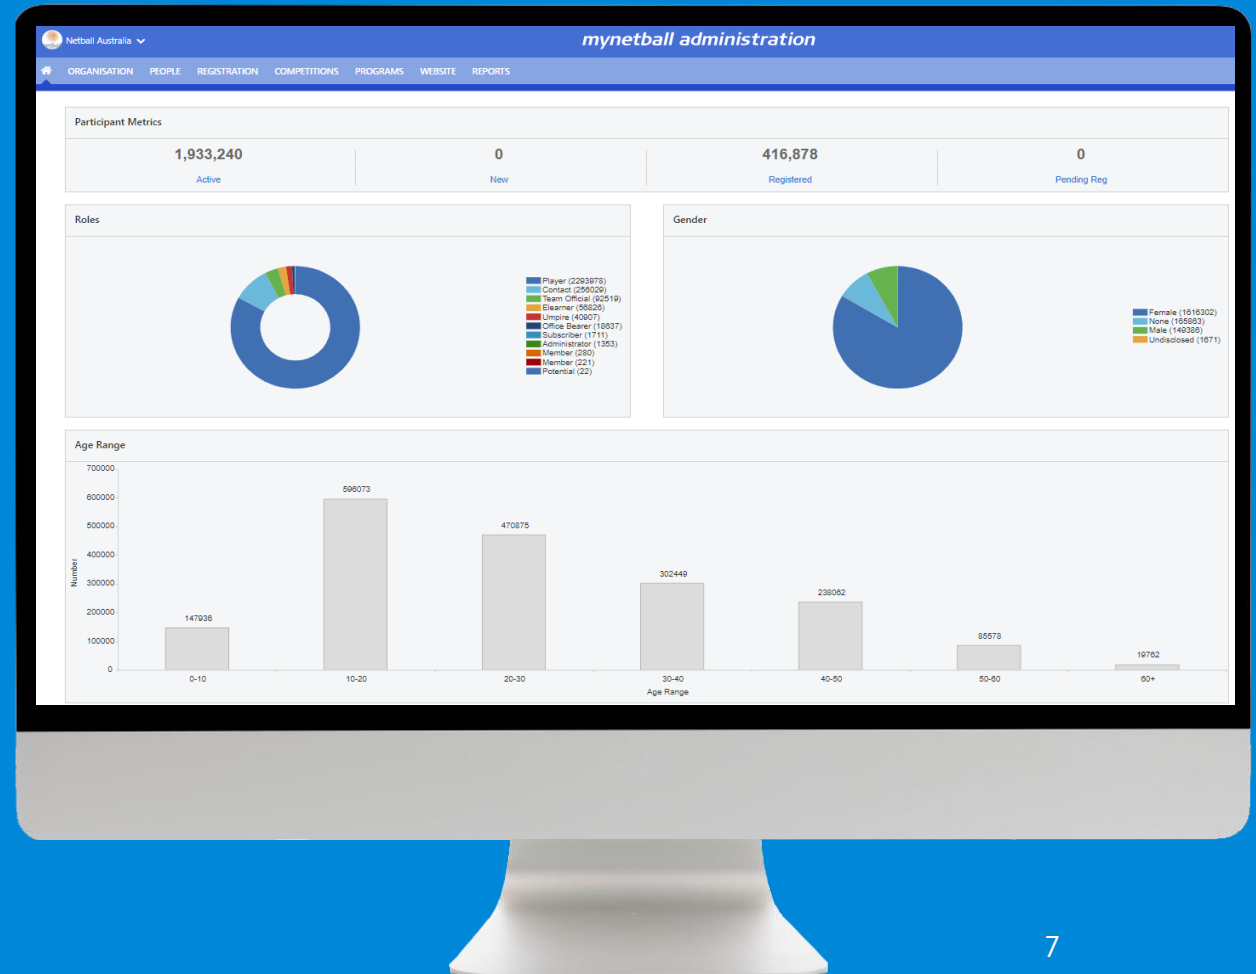 Netball Australia
mynetball administration
ORGANISATION PEOPLE REGISTRATION COMPETITIONS PROGRAMS WEBSITE REPORTS
Participant Metrics
1,933,240 0 416,878 0
Active New Registered Pending Reg
Roles
Player (2293978)
Contact (256029)
Team Official (92519)
Elearner (56826)
Umpire (40907)
Office Bearer (18637)
Subscriber (1711)
Administrator (1353)
Member (280)
Member (221)
Potential (22)
Gender
Female (1616302)
None (165863)
Male (149386)
Undisclosed (1671)
Age Range
700000
600000
500000
400000
300000
200000
100000
0
Number
147936
596073
470875
302449
238062
85578
19762
0-10 10-20 20-30 30-40 40-50 50-60 60+
Age Range
7